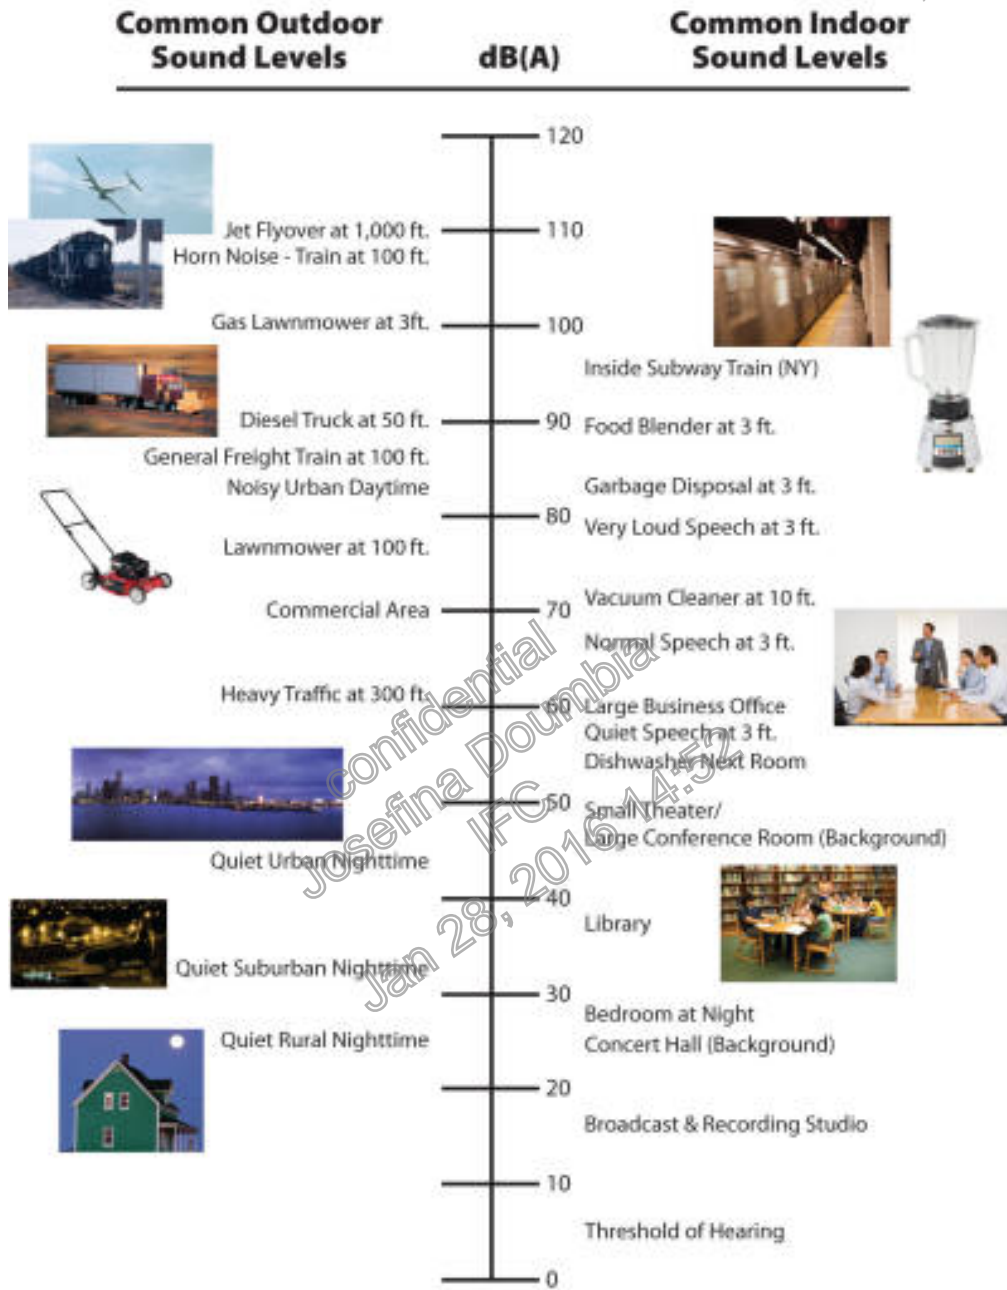 Common Outdoor
Sound Levels
dB(A)
Common Indoor
Sound Levels
120
Jet Flyover at 1,000 ft.
110
Horn Noise - Train at 100 ft.
Gas Lawnmower at 3ft.
100
Inside Subway Train (NY)
Diesel Truck at 50 ft.
90
Food Blender at 3 ft.
General Freight Train at 100 ft.
Noisy Urban Daytime
Garbage Disposal at 3 ft.
80
Very Loud Speech at 3 ft.
Lawnmower at 100 ft.
Vacuum Cleaner at 10 ft.
Commercial Area
70
Normal Speech at 3 ft.
Heavy Traffic at 300 ft.
60
Large Business Office
Quiet Speech at 3 ft.
Dishwasher Next Room
50
Small Theater/
Large Conference Room (Background)
Quiet Urban Nighttime
40
Library
Quiet Suburban Nighttime
30
Bedroom at Night
Quiet Rural Nighttime
Concert Hall (Background)
20
Broadcast & Recording Studio
10
Threshold of Hearing
0
confidential
Josefina Doumbia
IFC
Jan 28, 2016 14:52